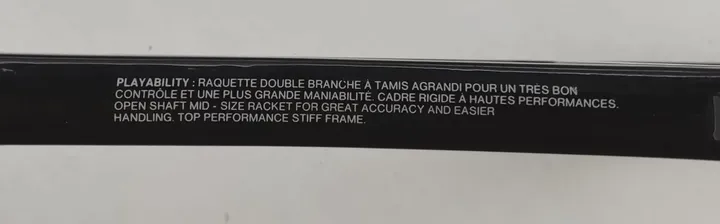 PLAYABILITY : RAQUETTE DOUBLE BRANCHE À TAMIS AGRANDI POUR UN TRÈS BON
CONTRÔLE ET UNE PLUS GRANDE MANIABILITÉ. CADRE RIGIDE À HAUTES PERFORMANCES.
OPEN SHAFT MID - SIZE RACKET FOR GREAT ACCURACY AND EASIER
HANDLING. TOP PERFORMANCE STIFF FRAME.